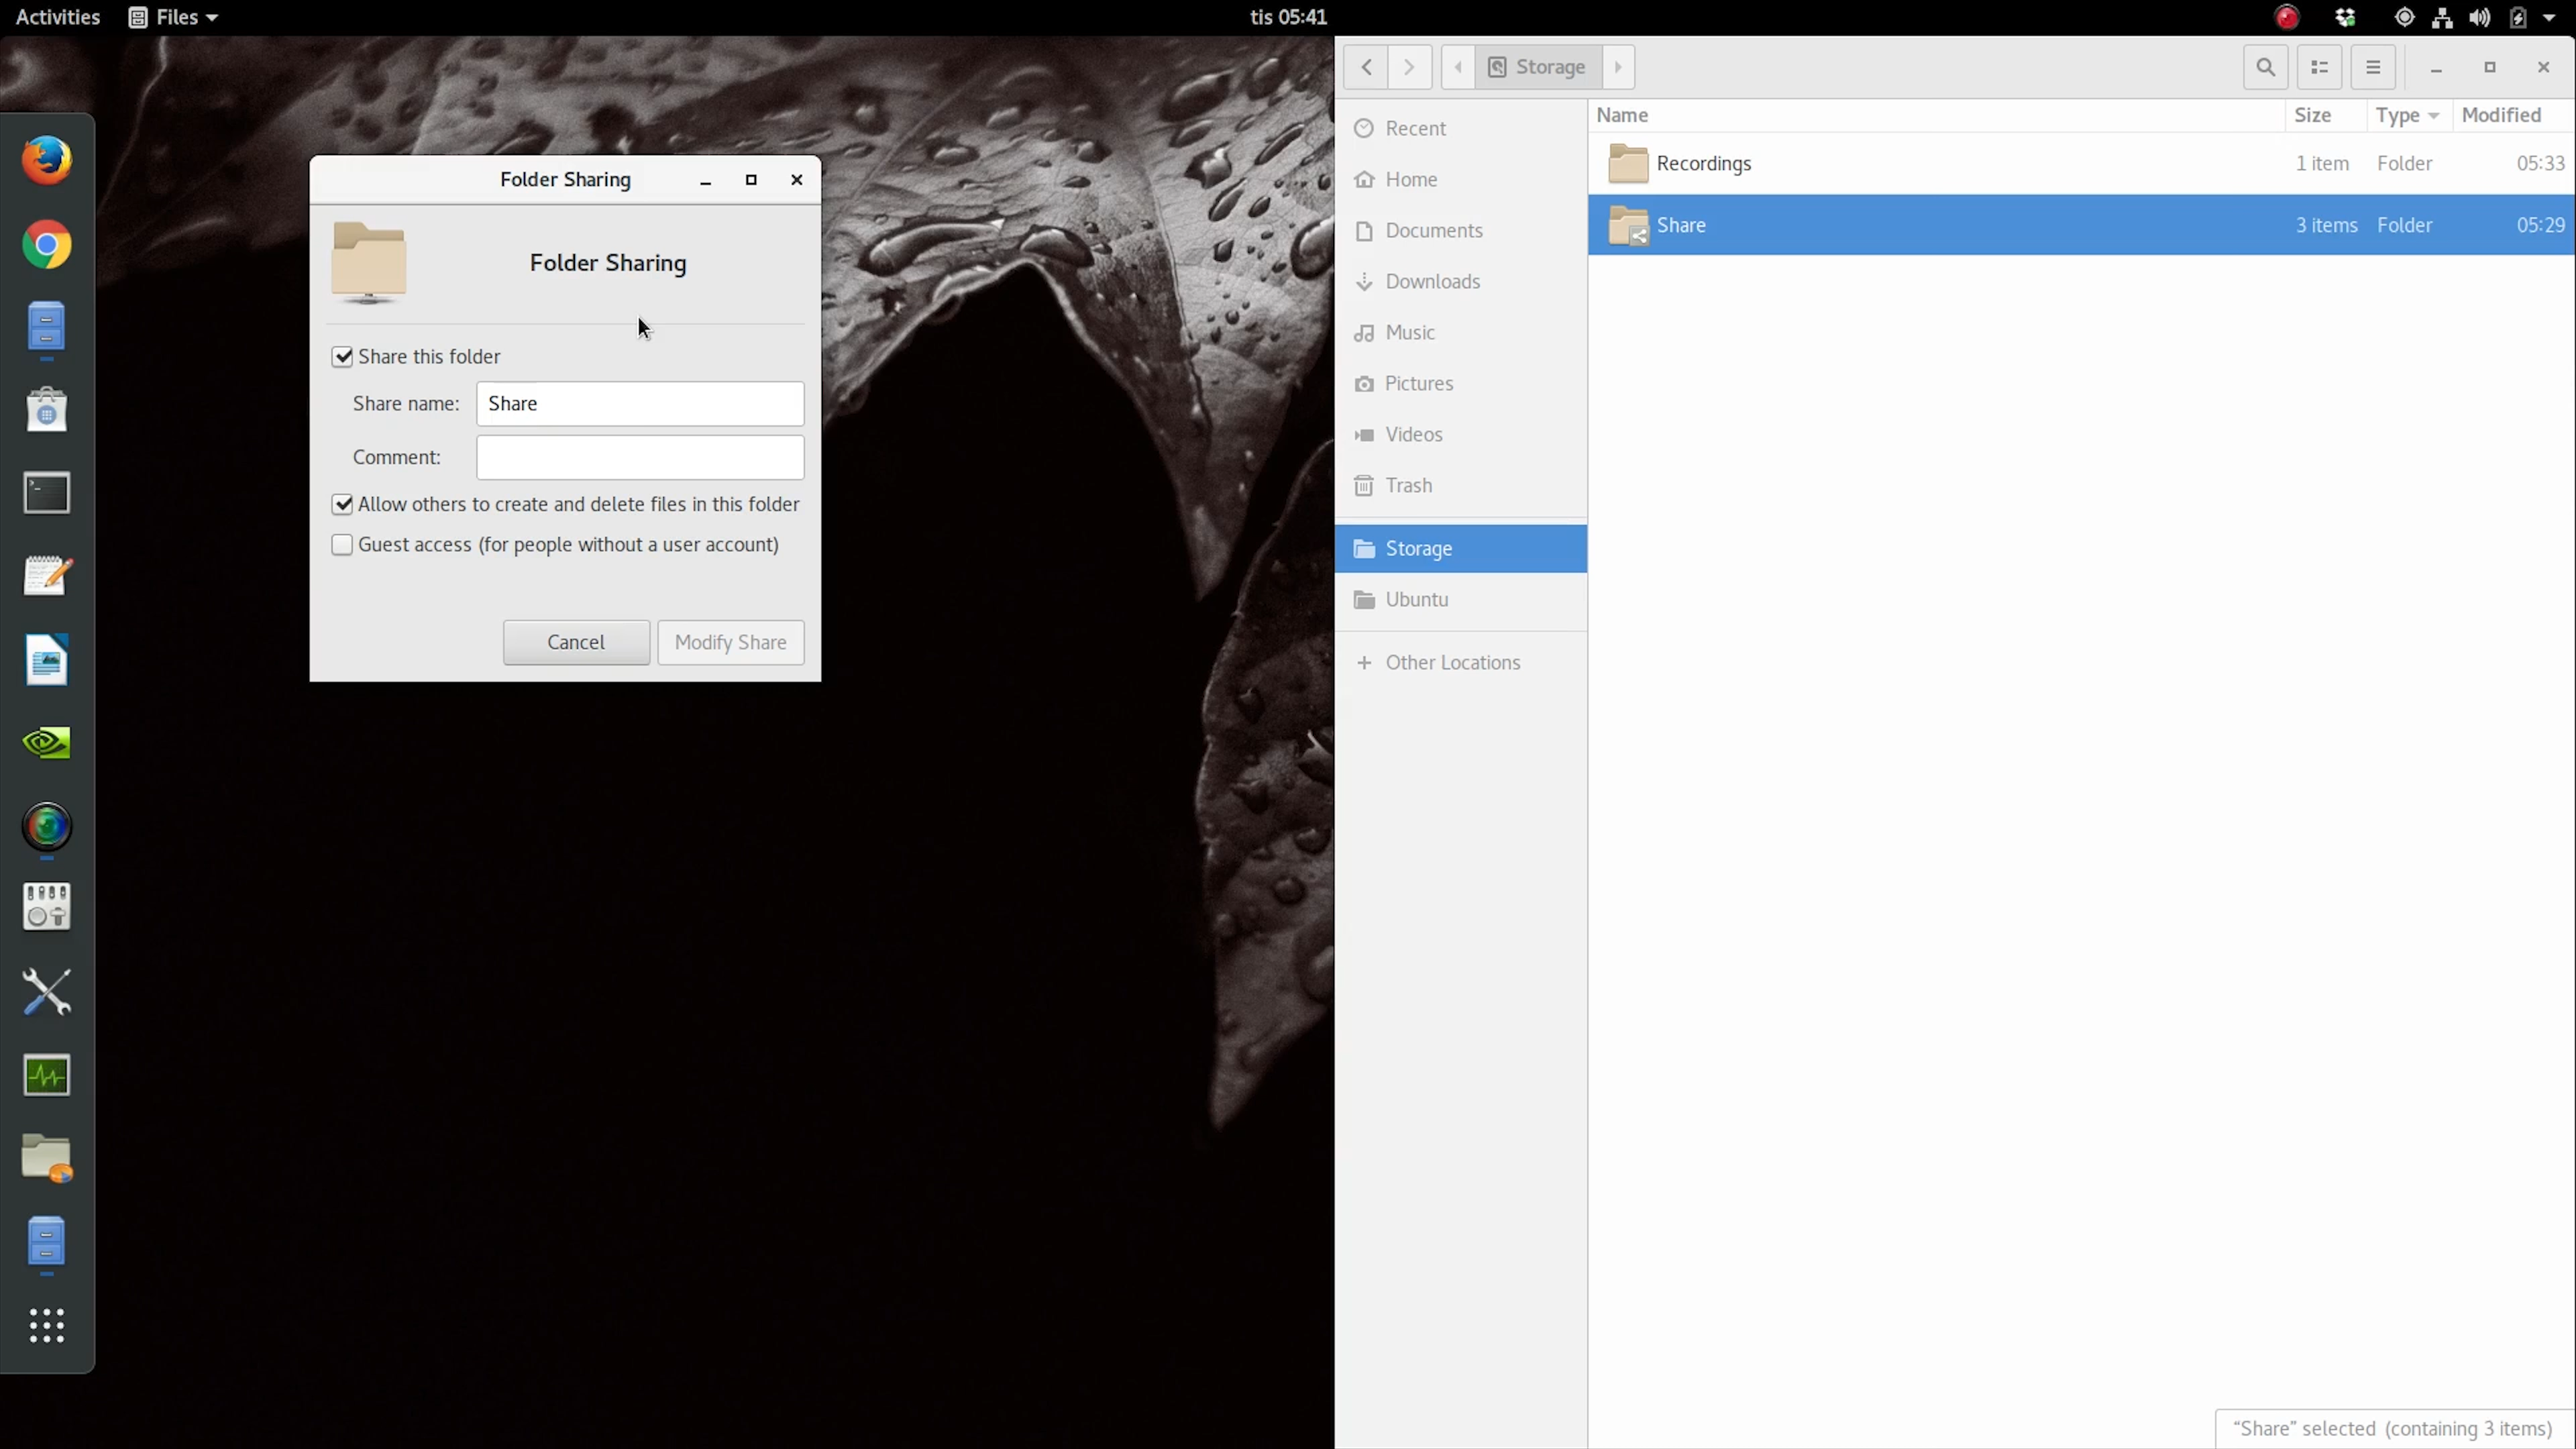 Activities Files tis 05:41
Folder Sharing
Folder Sharing
Share this folder
Share name: Share
Comment:
Allow others to create and delete files in this folder
Guest access (for people without a user account)
Cancel Modify Share
Storage
Recent
Home
Documents
Downloads
Music
Pictures
Videos
Trash
Storage
Ubuntu
Other Locations
Name Size Type Modified
Recordings 1 item Folder 05:33
Share 3 items Folder 05:29
“Share” selected (containing 3 items)